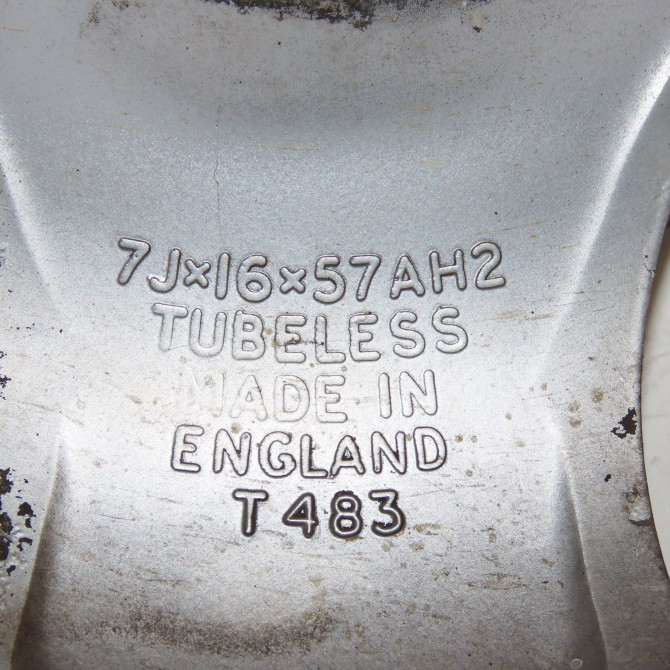 7J×16×57AH2
TUBELESS
MADE IN
ENGLAND
T 483